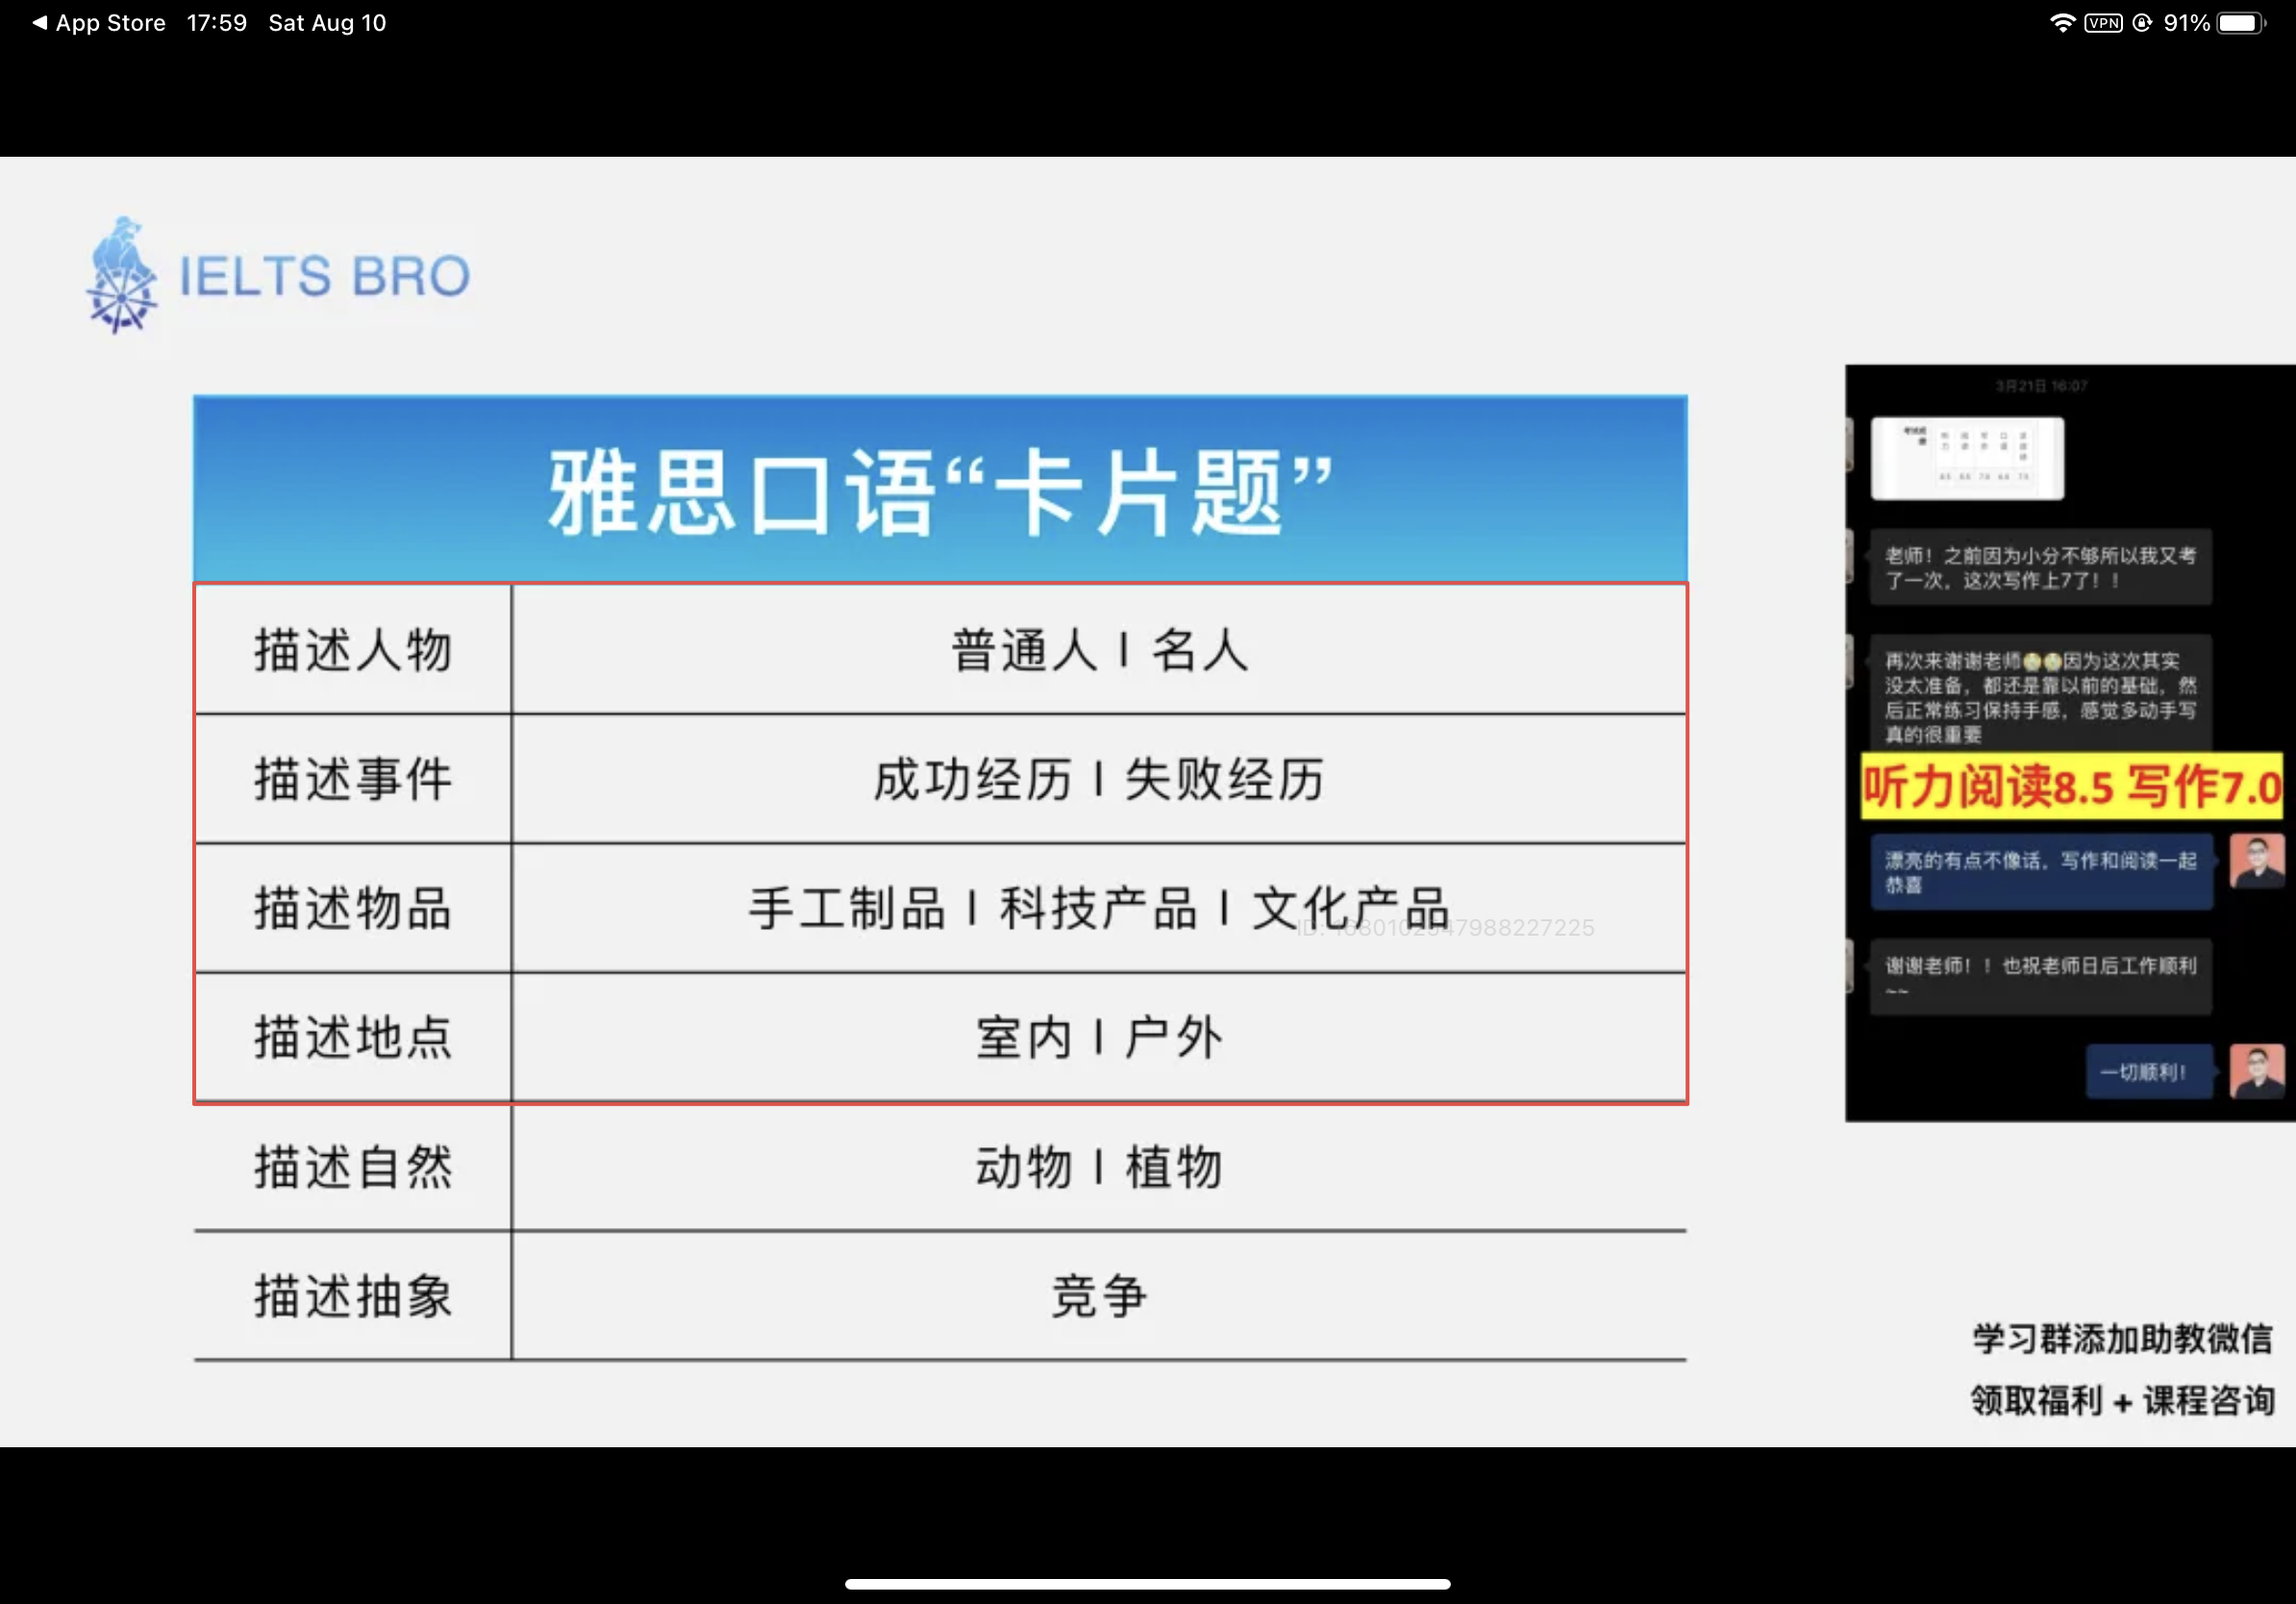 App Store 17:59 Sat Aug 10
VPN 91%
IELTS BRO
雅思口语“卡片题”
描述人物 普通人 | 名人
描述事件 成功经历 | 失败经历
描述物品 手工制品 | 科技产品 | 文化产品
描述地点 室内 | 户外
描述自然 动物 | 植物
描述抽象 竞争
3月21日 16:07
老师！之前因为小分不够所以我又考
了一次，这次写作上7了！！
再次来谢谢老师😭😭因为这次其实
没太准备，都还是靠以前的基础，然
后正常练习保持手感，感觉多动手写
真的很重要
听力阅读8.5 写作7.0
漂亮的有点不像话，写作和阅读一起
恭喜
谢谢老师！！也祝老师日后工作顺利
~~
一切顺利！
学习群添加助教微信
领取福利 + 课程咨询